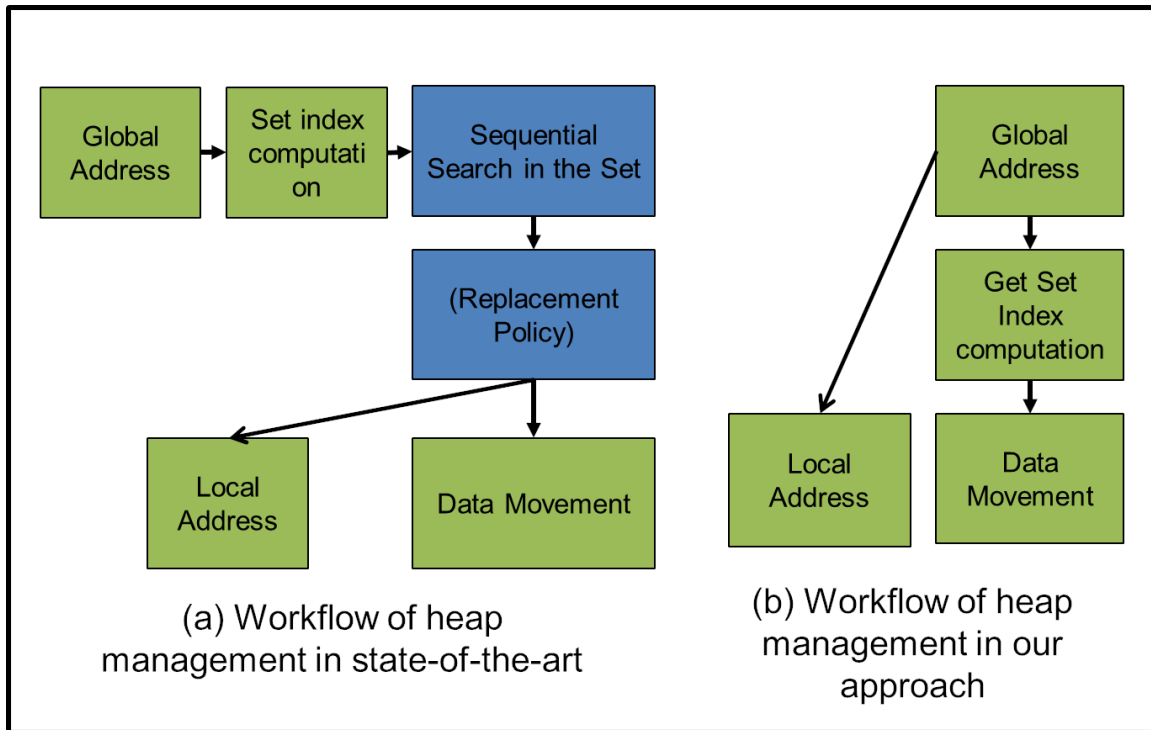 Global
Address
Set index
computati
on
Sequential
Search in the Set
(Replacement
Policy)
Local
Address
Data Movement
(a) Workflow of heap
management in state-of-the-art
Global
Address
Get Set
Index
computation
Local
Address
Data
Movement
(b) Workflow of heap
management in our
approach